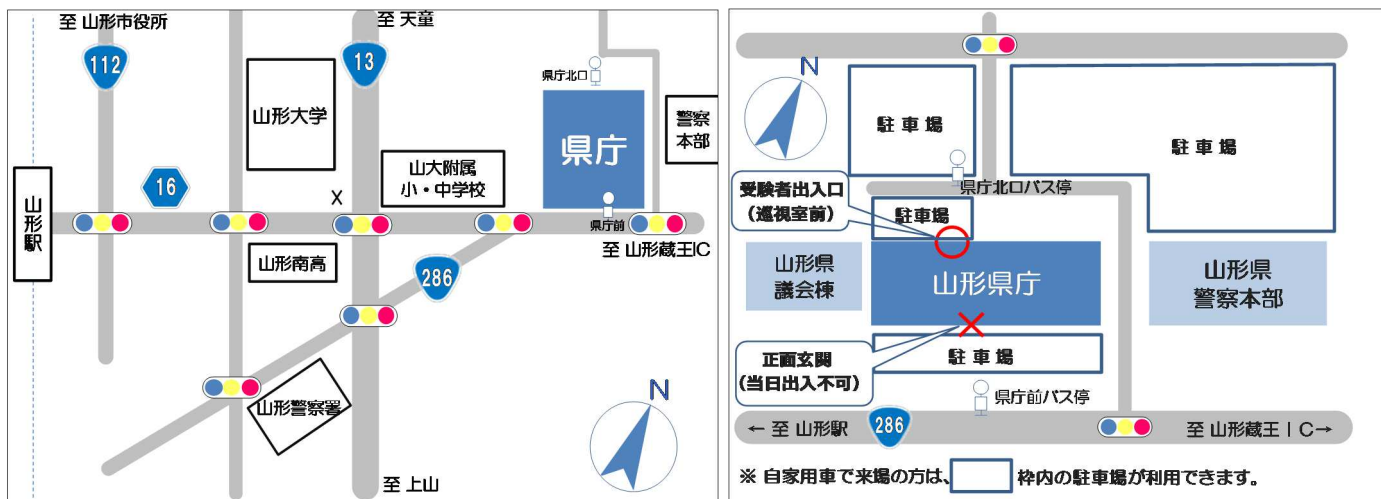 至 山形市役所
至 天童
112
13
県庁北口
山形大学
県庁
警察
本部
山大附属
小・中学校
16
X
山形駅
県庁前
至 山形蔵王IC
山形南高
286
山形警察署
N
至 上山
N
駐 車 場
駐 車 場
県庁北口バス停
受験者出入口
（巡視室前）
駐車場
山形県
議会棟
山形県庁
山形県
警察本部
正面玄関
（当日出入不可）
駐 車 場
県庁前バス停
← 至 山形駅
286
至 山形蔵王ＩＣ→
※ 自家用車で来場の方は、
枠内の駐車場が利用できます。